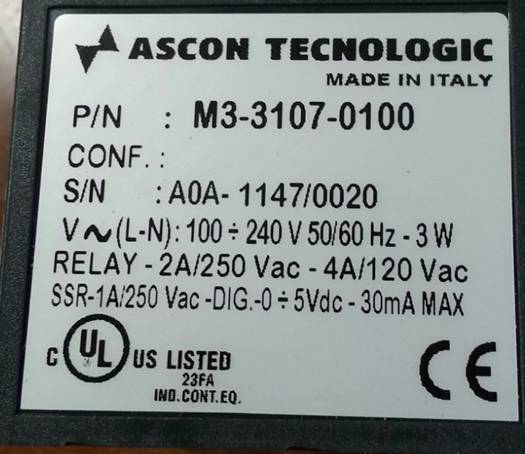 ASCON TECNOLOGIC
MADE IN ITALY
P/N : M3-3107-0100
CONF. :
S/N : A0A- 1147/0020
V∿(L-N): 100 ÷ 240 V 50/60 Hz - 3 W
RELAY - 2A/250 Vac - 4A/120 Vac
SSR-1A/250 Vac -DIG.-0 ÷ 5Vdc - 30mA MAX
C UL US LISTED CE
23FA
IND.CONT.EQ.